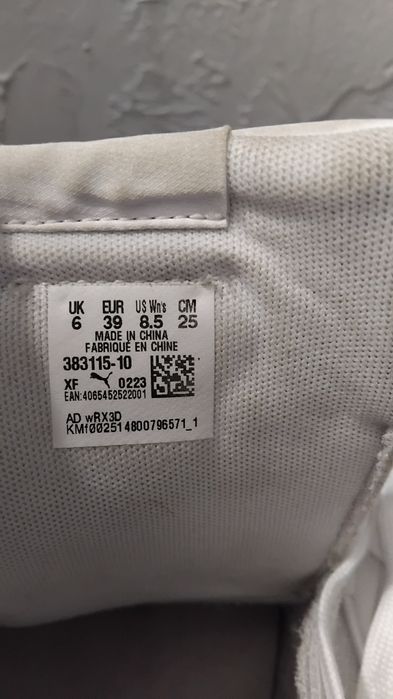 UK EUR US Wn's CM
6 39 8.5 25
MADE IN CHINA
FABRIQUÉ EN CHINE
383115-10
XF 0223
EAN:4065452522001
AD wRX3D
KMf002514800796571_1